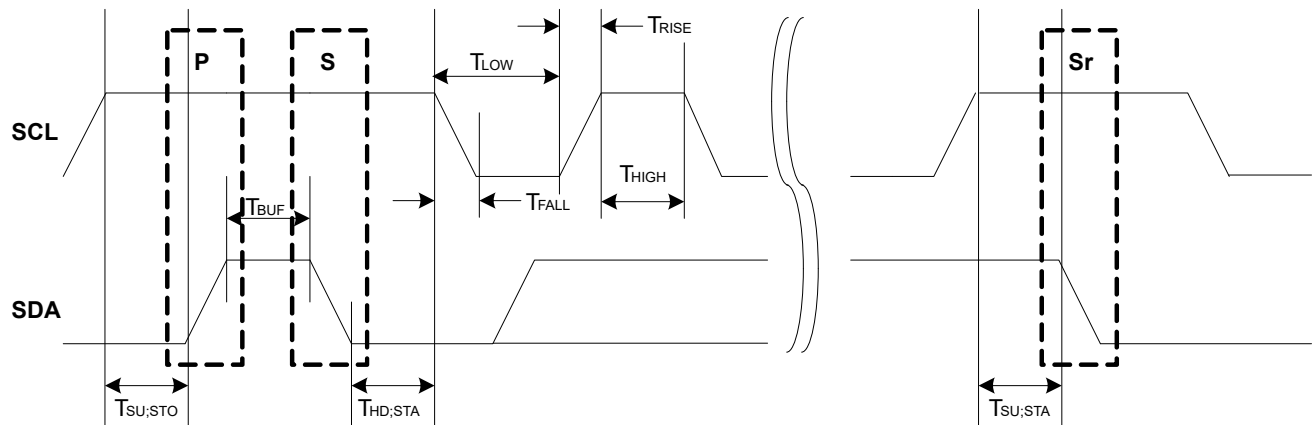 TRISE
P
S
TLOW
Sr
SCL
THIGH
TBUF
TFALL
SDA
TSU;STO
THD;STA
TSU;STA